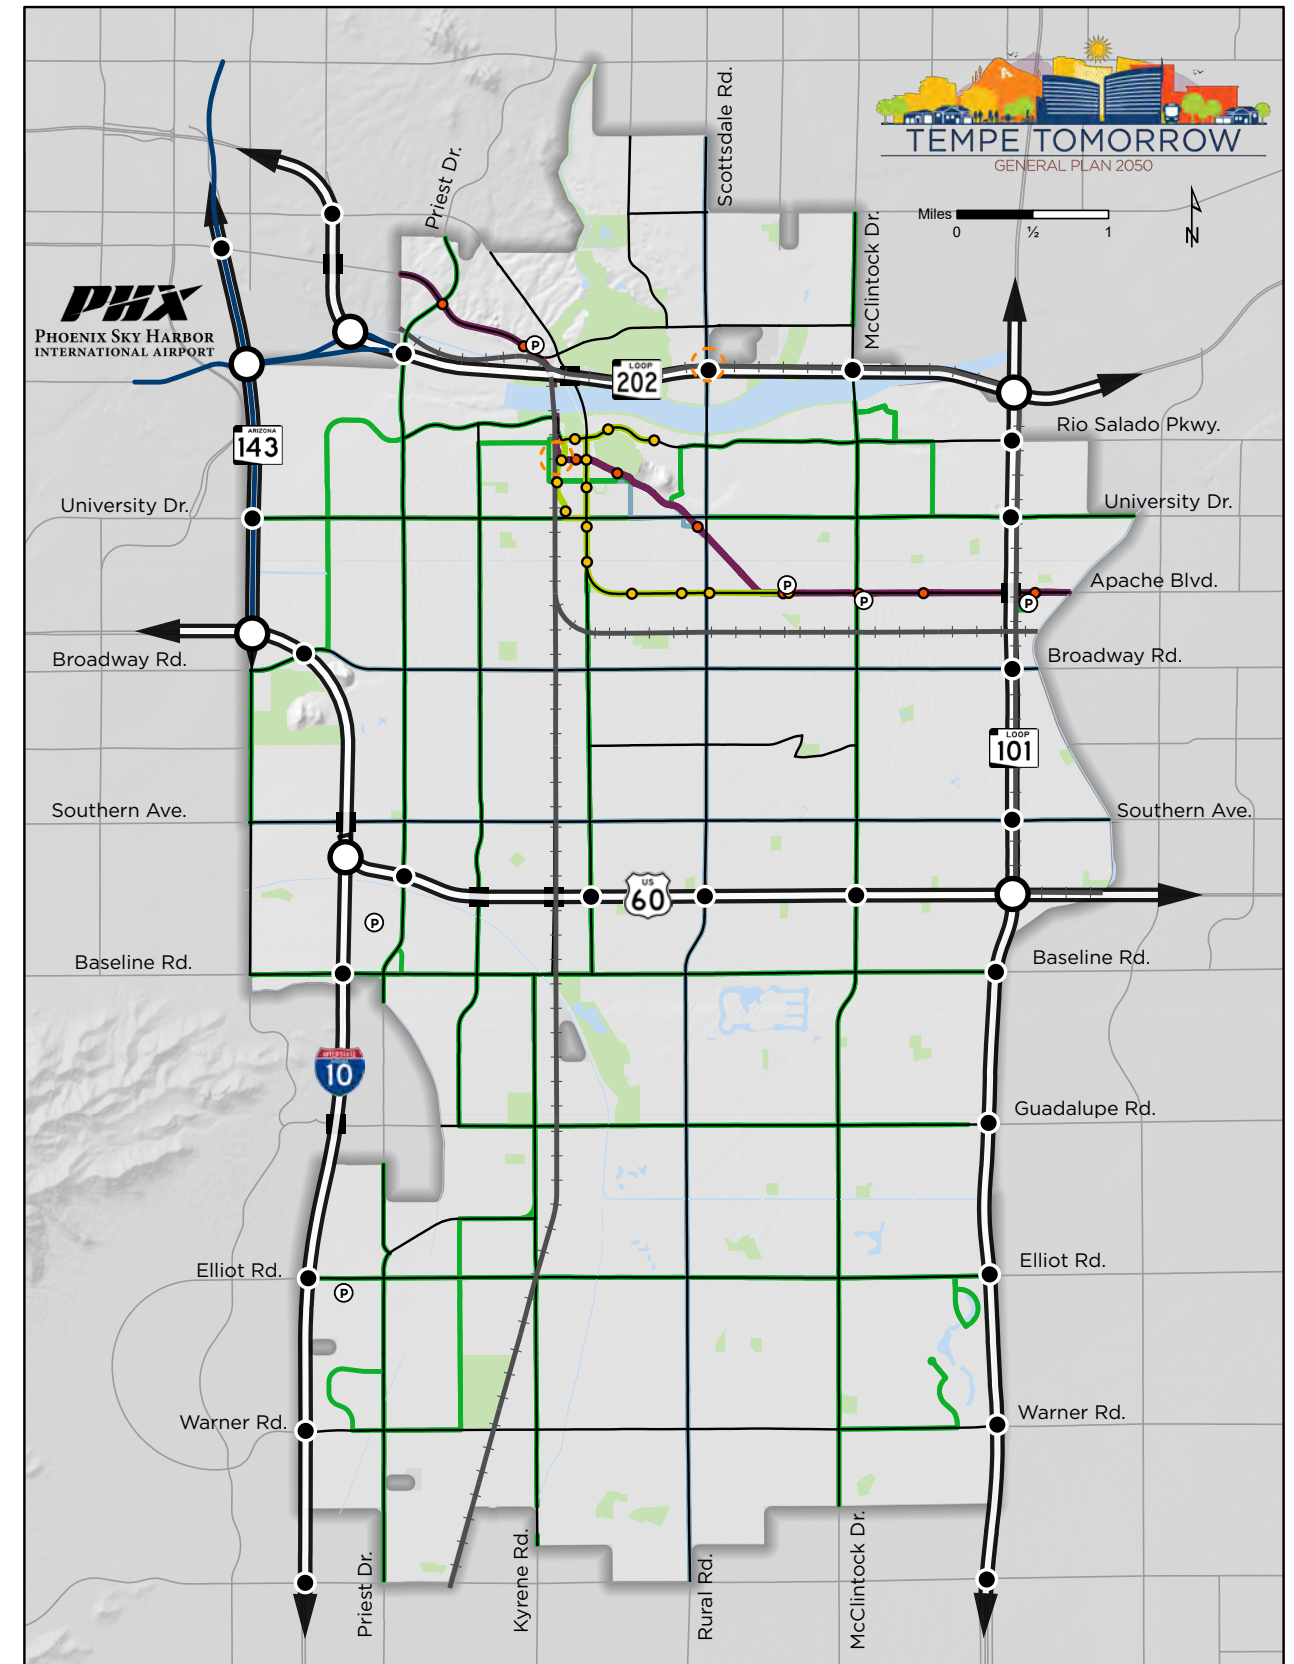 Scottsdale Rd.
TEMPE TOMORROW
GENERAL PLAN 2050
Priest Dr.
Miles
0 ½ 1
N
McClintock Dr.
PHX
PHOENIX SKY HARBOR
INTERNATIONAL AIRPORT
P
LOOP
202
Rio Salado Pkwy.
ARIZONA
143
University Dr.
University Dr.
P
Apache Blvd.
P
P
Broadway Rd.
Broadway Rd.
LOOP
101
Southern Ave.
Southern Ave.
US
60
P
Baseline Rd.
Baseline Rd.
INTERSTATE
ARIZONA
10
Guadalupe Rd.
Elliot Rd.
Elliot Rd.
P
Warner Rd.
Warner Rd.
Priest Dr.
Kyrene Rd.
Rural Rd.
McClintock Dr.